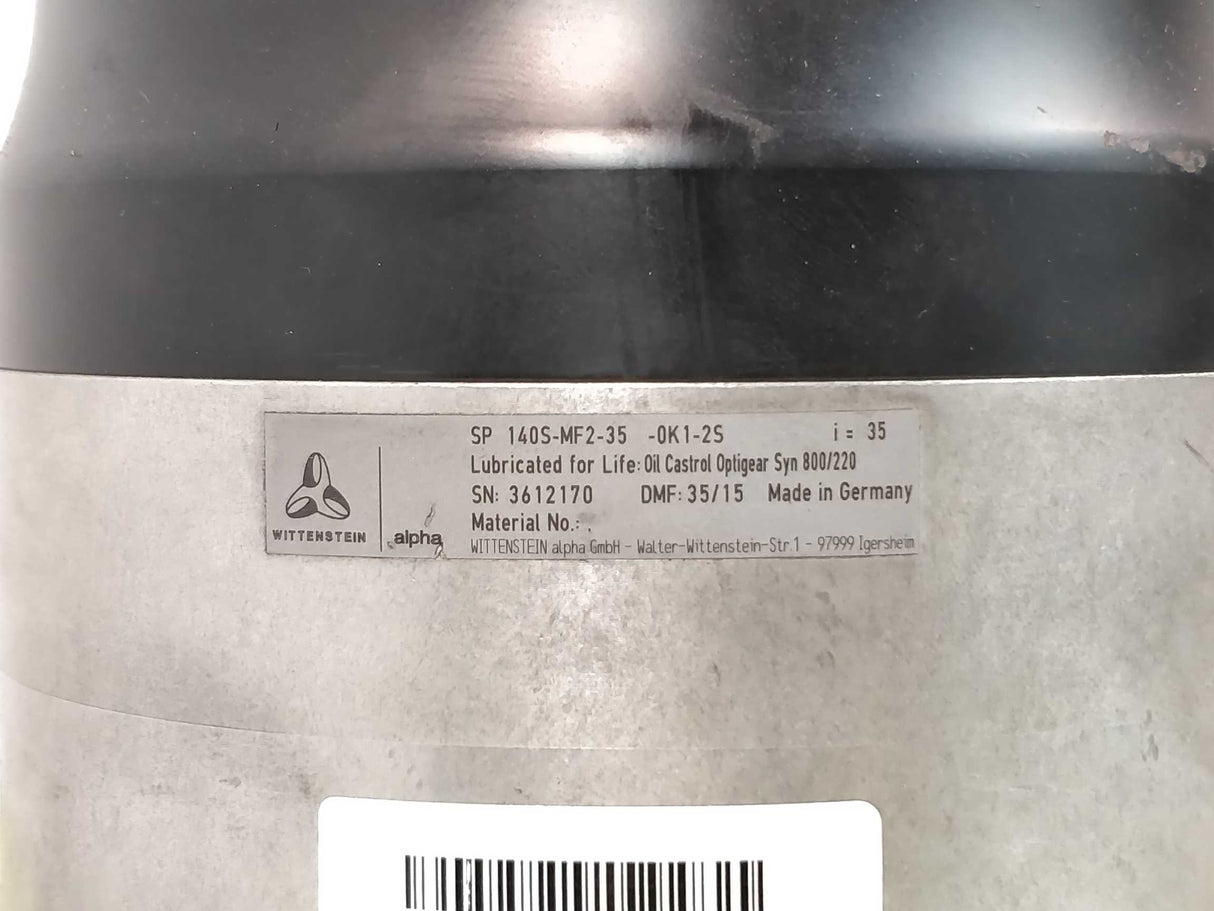 SP 140S-MF2-35 -0K1-2S i = 35
Lubricated for Life: Oil Castrol Optigear Syn 800/220
SN: 3612170 DMF: 35/15 Made in Germany
Material No.: .
WITTENSTEIN alpha
WITTENSTEIN alpha GmbH - Walter-Wittenstein-Str.1 - 97999 Igersheim